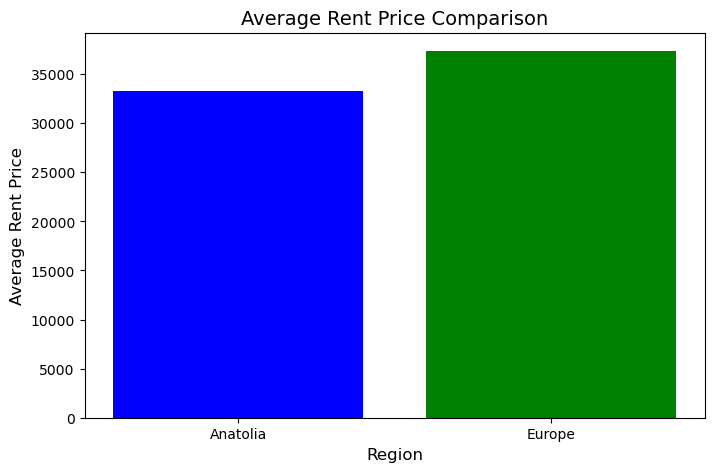 Average Rent Price Comparison
Average Rent Price
35000
30000
25000
20000
15000
10000
5000
0
Anatolia
Europe
Region